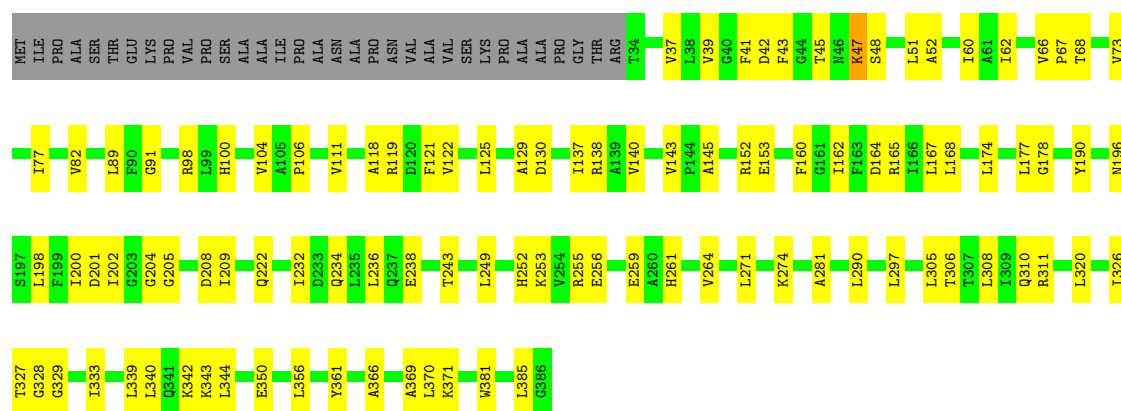 MET ILE PRO ALA SER THR GLU LYS PRO VAL PRO SER ALA ALA ILE PRO ALA ASN ALA PRO ASN VAL ALA VAL SER LYS PRO ALA ALA PRO GLY THR ARG T34 V37 L38 V39 G40 F41 D42 F43 G44 T45 N46 K47 S48 L51 A52 I60 A61 I62 V66 P67 T68 V73
I77 V82 L89 F90 G91 R98 L99 H100 V104 A105 P106 V111 A118 R119 D120 F121 V122 L125 A129 D130 I137 R138 A139 V140 V143 P144 A145 R152 E153 F160 G161 I162 F163 D164 R165 I166 L167 L168 L174 L177 G178 Y190 N196
S197 L198 F199 I200 D201 I202 G203 G204 G205 D208 I209 Q222 I232 D233 Q234 L235 L236 Q237 E238 T243 L249 H252 K253 V254 R255 E256 E259 A260 H261 V264 L271 K274 A281 L290 L297 L305 T306 T307 L308 I309 Q310 R311 L320 I326
T327 G328 G329 I333 L339 L340 Q341 K342 K343 L344 E350 L356 Y361 A366 A369 L370 K371 W381 L385 G386